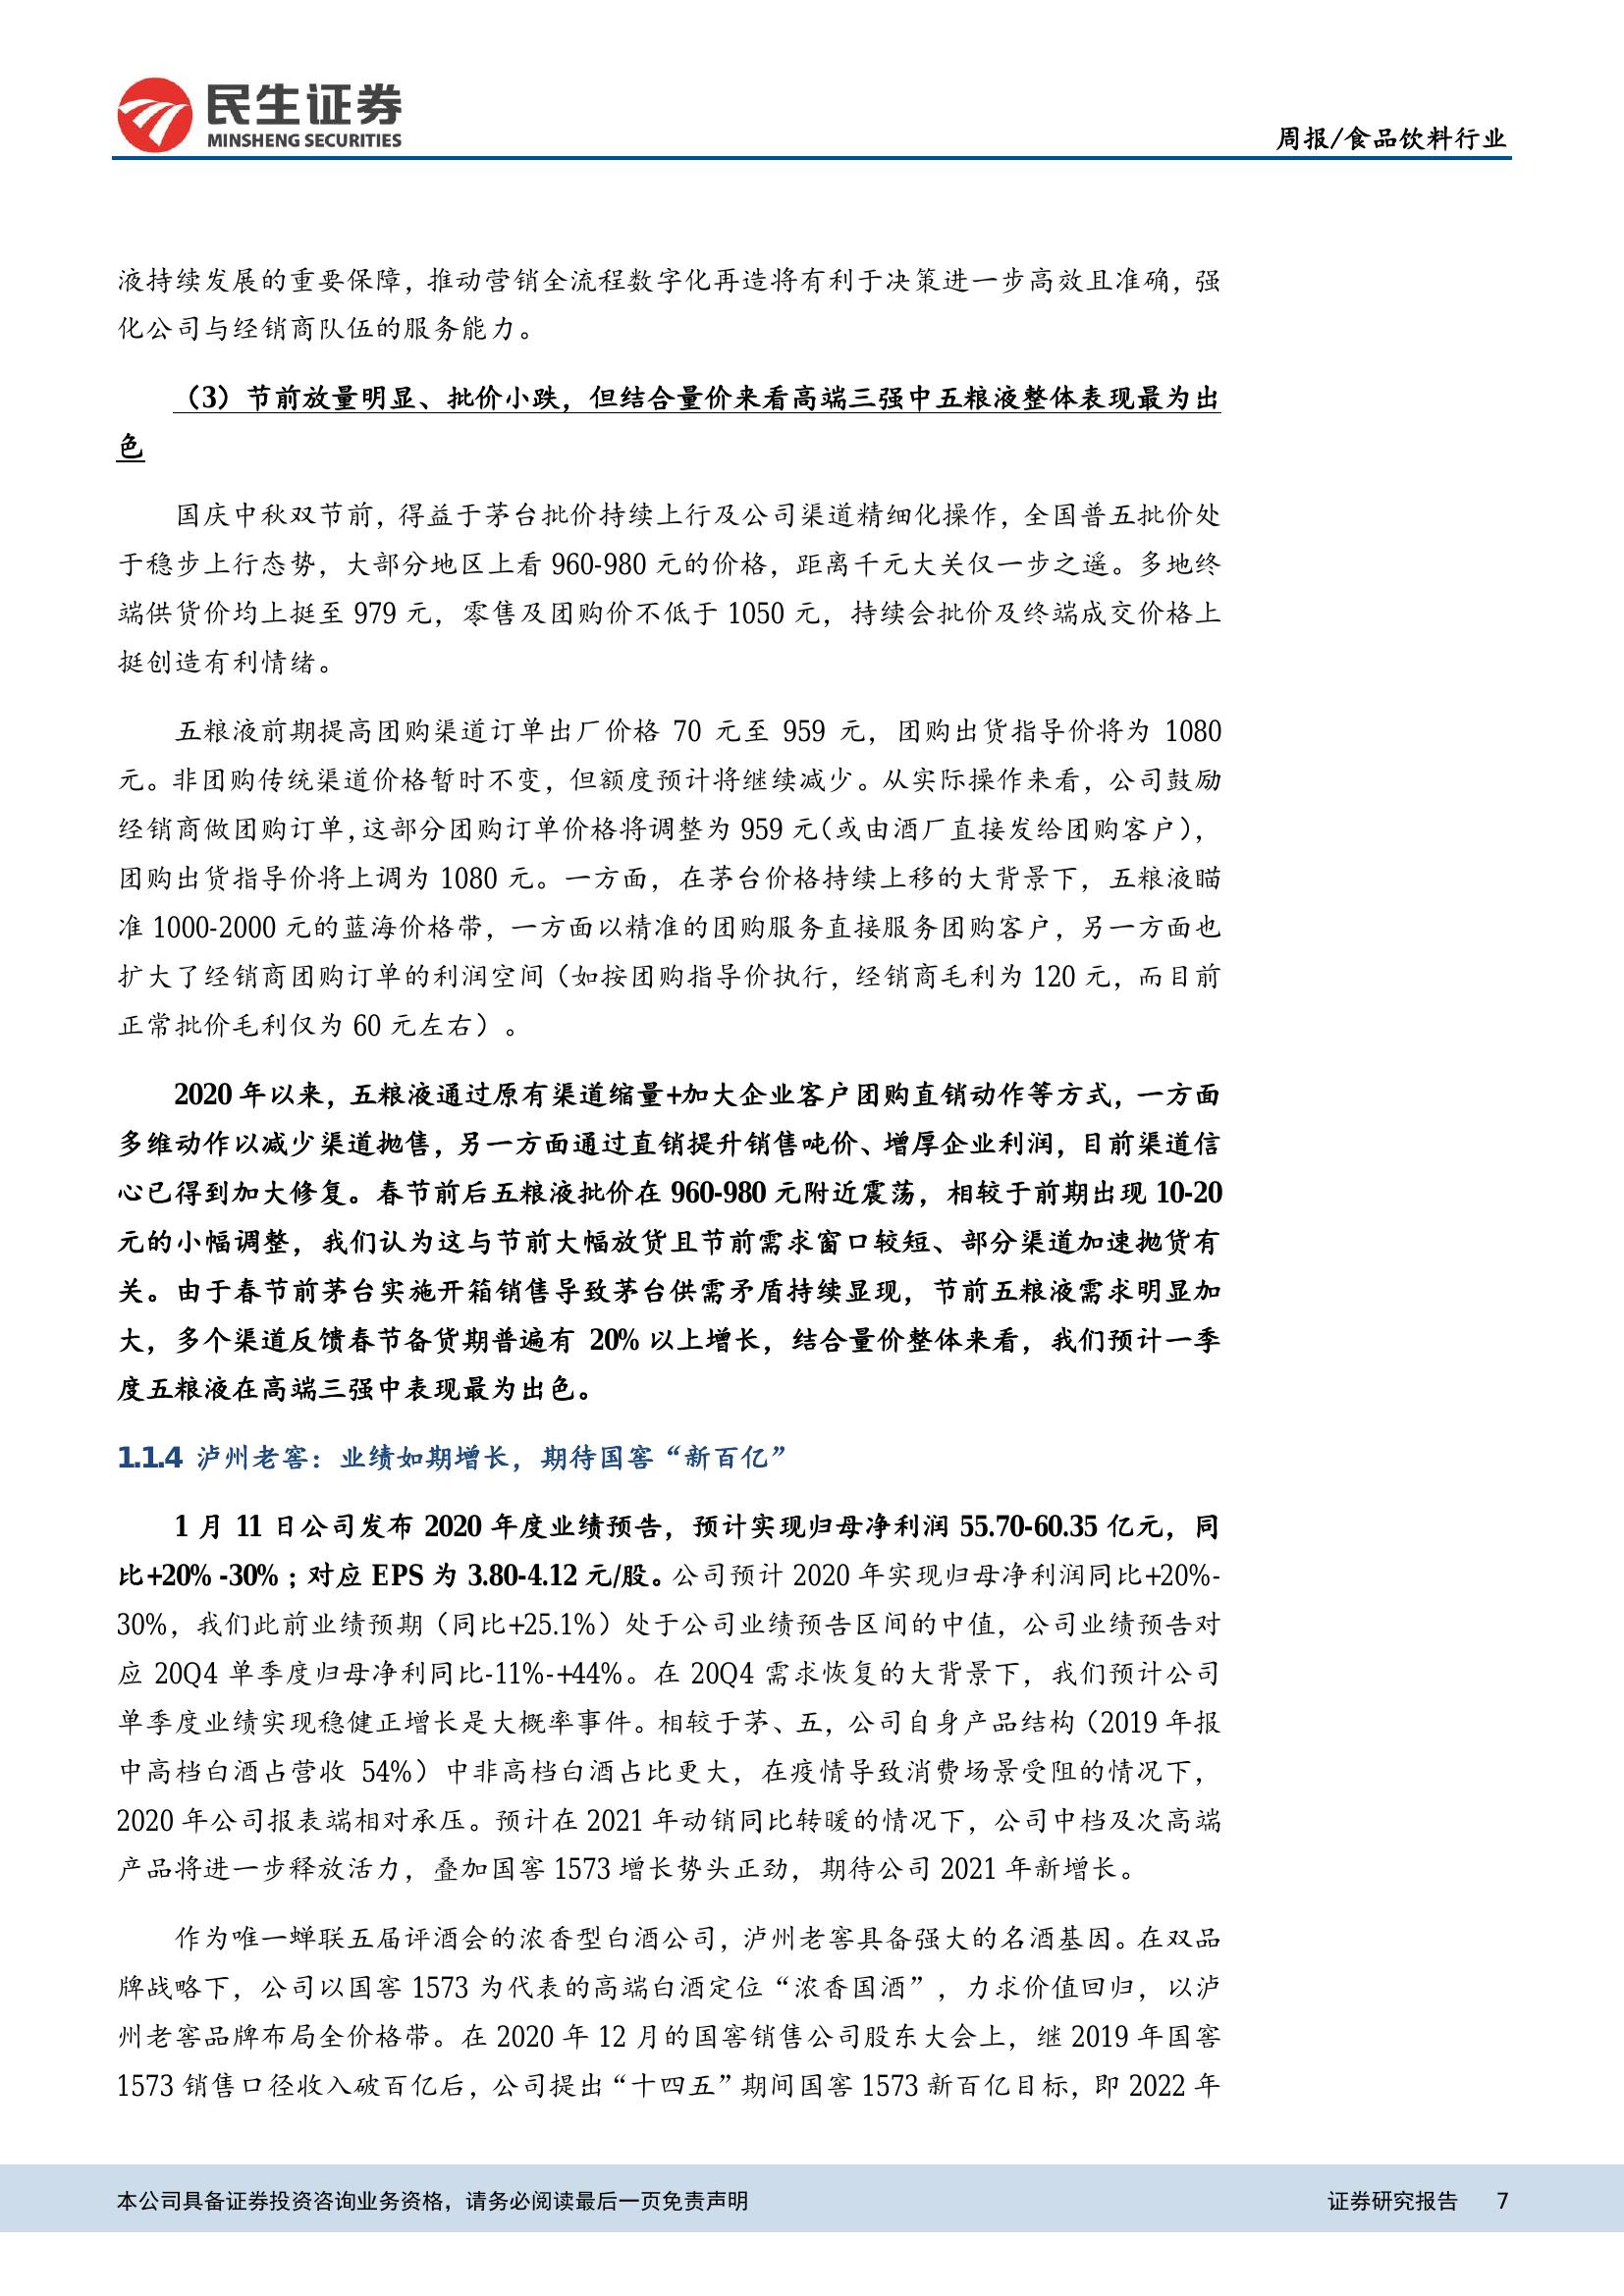 民生证券
MINSHENG SECURITIES
周报/食品饮料行业
液持续发展的重要保障，推动营销全流程数字化再造将有利于决策进一步高效且准确，强
化公司与经销商队伍的服务能力。
（3）节前放量明显、批价小跌，但结合量价来看高端三强中五粮液整体表现最为出
色
国庆中秋双节前，得益于茅台批价持续上行及公司渠道精细化操作，全国普五批价处
于稳步上行态势，大部分地区上看 960-980 元的价格，距离千元大关仅一步之遥。多地终
端供货价均上挺至 979 元，零售及团购价不低于 1050 元，持续会批价及终端成交价格上
挺创造有利情绪。
五粮液前期提高团购渠道订单出厂价格 70 元至 959 元，团购出货指导价将为 1080
元。非团购传统渠道价格暂时不变，但额度预计将继续减少。从实际操作来看，公司鼓励
经销商做团购订单，这部分团购订单价格将调整为 959 元（或由酒厂直接发给团购客户），
团购出货指导价将上调为 1080 元。一方面，在茅台价格持续上移的大背景下，五粮液瞄
准 1000-2000 元的蓝海价格带，一方面以精准的团购服务直接服务团购客户，另一方面也
扩大了经销商团购订单的利润空间（如按团购指导价执行，经销商毛利为 120 元，而目前
正常批价毛利仅为 60 元左右）。
2020 年以来，五粮液通过原有渠道缩量+加大企业客户团购直销动作等方式，一方面
多维动作以减少渠道抛售，另一方面通过直销提升销售吨价、增厚企业利润，目前渠道信
心已得到加大修复。春节前后五粮液批价在 960-980 元附近震荡，相较于前期出现 10-20
元的小幅调整，我们认为这与节前大幅放货且节前需求窗口较短、部分渠道加速抛货有
关。由于春节前茅台实施开箱销售导致茅台供需矛盾持续显现，节前五粮液需求明显加
大，多个渠道反馈春节备货期普遍有 20%以上增长，结合量价整体来看，我们预计一季
度五粮液在高端三强中表现最为出色。
1.1.4 泸州老窖：业绩如期增长，期待国窖“新百亿”
1 月 11 日公司发布 2020 年度业绩预告，预计实现归母净利润 55.70-60.35 亿元，同
比+20% -30%；对应 EPS 为 3.80-4.12 元/股。公司预计 2020 年实现归母净利润同比+20%-
30%，我们此前业绩预期（同比+25.1%）处于公司业绩预告区间的中值，公司业绩预告对
应 20Q4 单季度归母净利同比-11%-+44%。在 20Q4 需求恢复的大背景下，我们预计公司
单季度业绩实现稳健正增长是大概率事件。相较于茅、五，公司自身产品结构（2019 年报
中高档白酒占营收 54%）中非高档白酒占比更大，在疫情导致消费场景受阻的情况下，
2020 年公司报表端相对承压。预计在 2021 年动销同比转暖的情况下，公司中档及次高端
产品将进一步释放活力，叠加国窖 1573 增长势头正劲，期待公司 2021 年新增长。
作为唯一蝉联五届评酒会的浓香型白酒公司，泸州老窖具备强大的名酒基因。在双品
牌战略下，公司以国窖 1573 为代表的高端白酒定位“浓香国酒”，力求价值回归，以泸
州老窖品牌布局全价格带。在 2020 年 12 月的国窖销售公司股东大会上，继 2019 年国窖
1573 销售口径收入破百亿后，公司提出“十四五”期间国窖 1573 新百亿目标，即 2022 年
本公司具备证券投资咨询业务资格，请务必阅读最后一页免责声明
证券研究报告 7